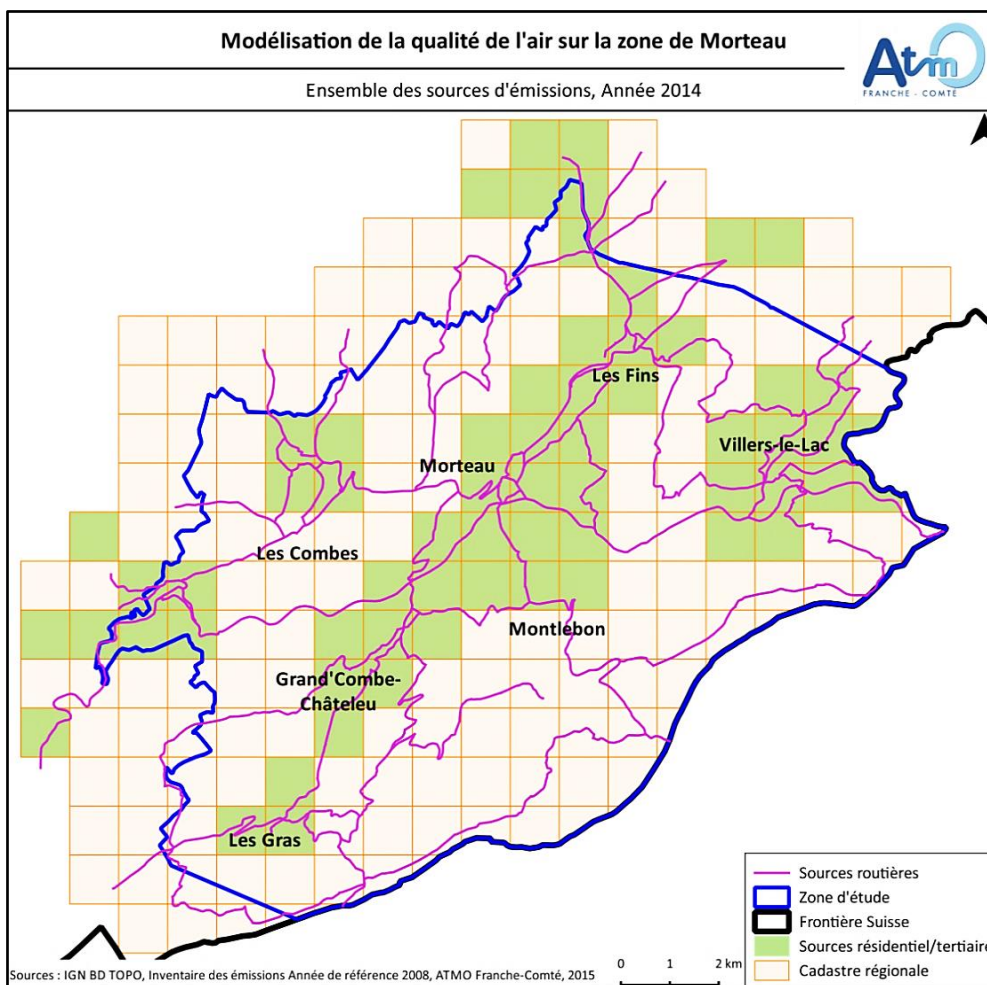 Modélisation de la qualité de l'air sur la zone de Morteau
Ensemble des sources d'émissions, Année 2014
Atmo
FRANCHE - COMTÉ
Les Fins
Villers-le-Lac
Morteau
Les Combes
Montlebon
Grand'Combe-
Châteleu
Les Gras
Sources routières
Zone d'étude
Frontière Suisse
Sources résidentiel/tertiaire
Cadastre régionale
Sources : IGN BD TOPO, Inventaire des émissions Année de référence 2008, ATMO Franche-Comté, 2015
0 1 2 km